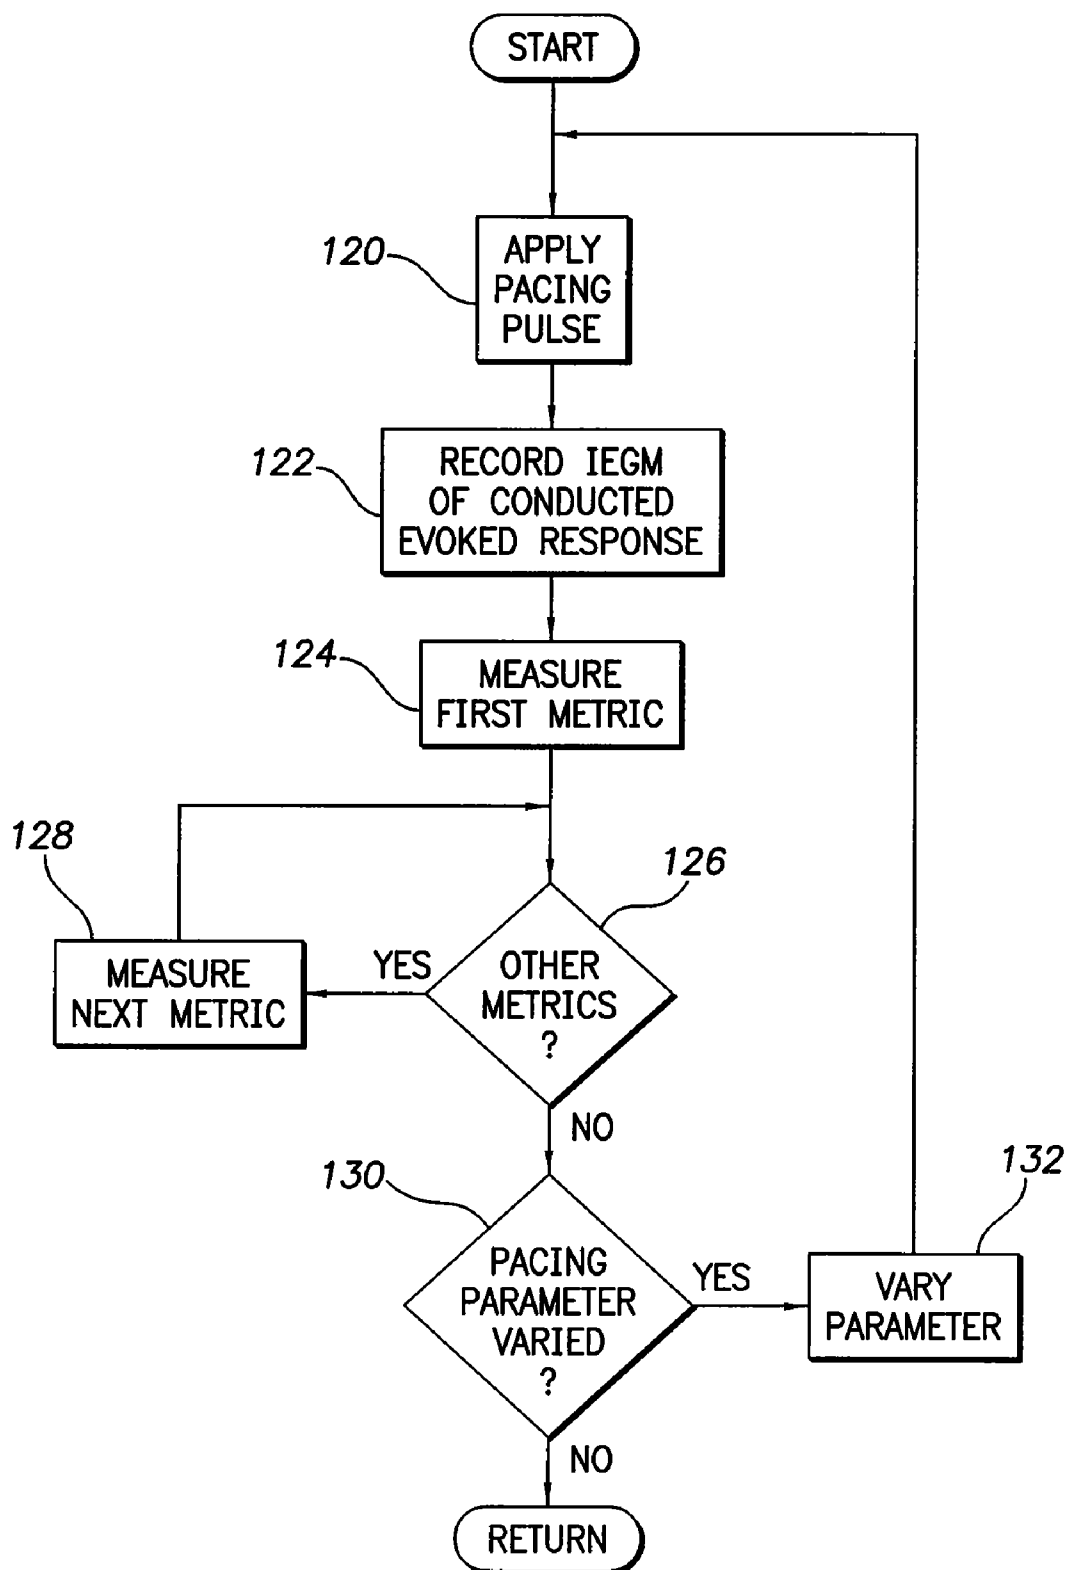 START
120
APPLY
PACING
PULSE
122
RECORD IEGM
OF CONDUCTED
EVOKED RESPONSE
124
MEASURE
FIRST METRIC
128
126
MEASURE
NEXT METRIC
YES
OTHER
METRICS
?
NO
130
132
PACING
PARAMETER
VARIED
?
YES
VARY
PARAMETER
NO
RETURN